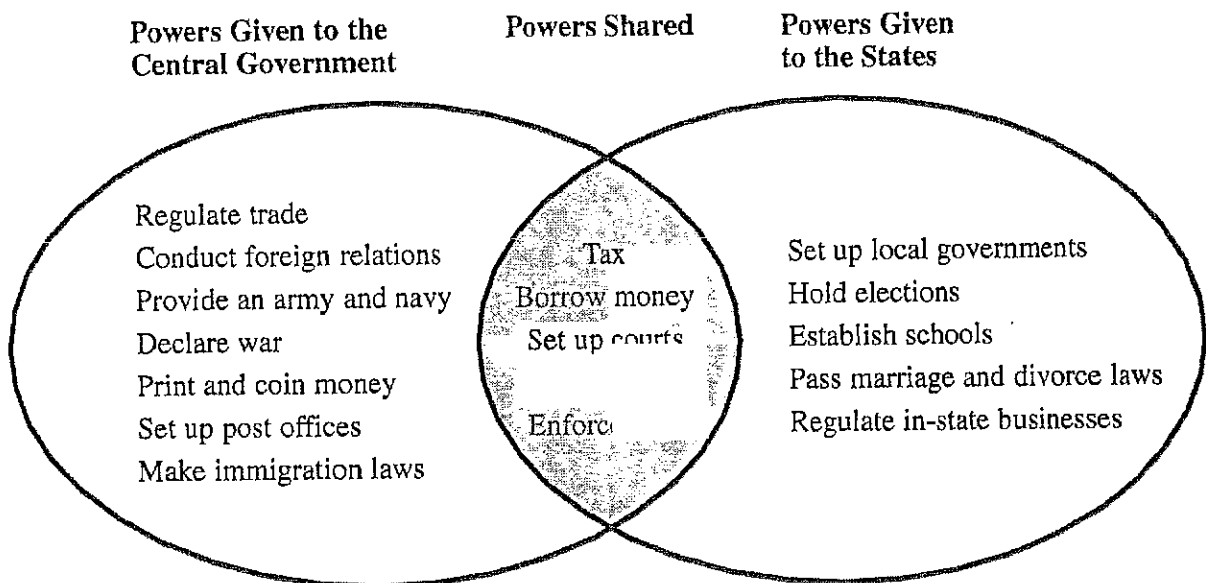 Powers Given to the
Central Government
Powers Shared
Powers Given
to the States
Regulate trade
Conduct foreign relations
Provide an army and navy
Declare war
Print and coin money
Set up post offices
Make immigration laws
Tax
Borrow money
Set up courts
Enforc
Set up local governments
Hold elections
Establish schools
Pass marriage and divorce laws
Regulate in-state businesses